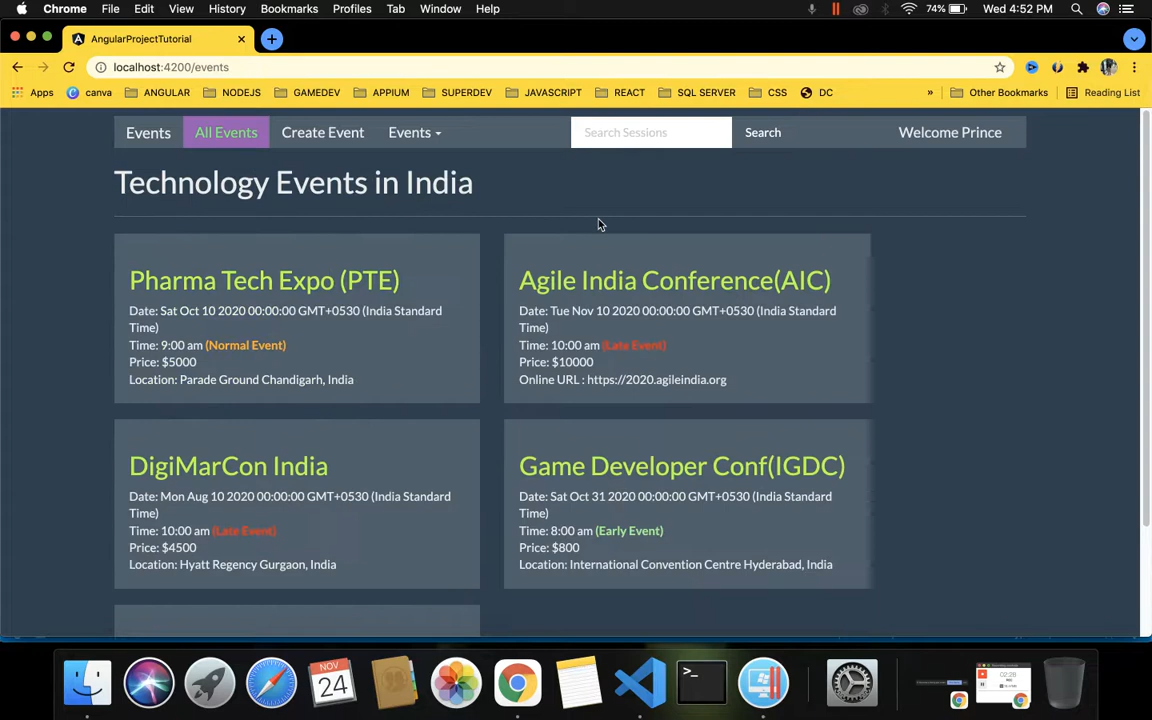 Chrome File Edit View History Bookmarks Profiles Tab Window Help 74% Wed 4:52 PM
AngularProjectTutorial
localhost:4200/events
Apps canva ANGULAR NODEJS GAMEDEV APPIUM SUPERDEV JAVASCRIPT REACT SQL SERVER CSS DC » Other Bookmarks Reading List
Events All Events Create Event Events Search Sessions Search Welcome Prince
Technology Events in India
Pharma Tech Expo (PTE)
Date: Sat Oct 10 2020 00:00:00 GMT+0530 (India Standard
Time)
Time: 9:00 am (Normal Event)
Price: $5000
Location: Parade Ground Chandigarh, India
Agile India Conference(AIC)
Date: Tue Nov 10 2020 00:00:00 GMT+0530 (India Standard
Time)
Time: 10:00 am (Late Event)
Price: $10000
Online URL : https://2020.agileindia.org
DigiMarCon India
Date: Mon Aug 10 2020 00:00:00 GMT+0530 (India Standard
Time)
Time: 10:00 am (Late Event)
Price: $4500
Location: Hyatt Regency Gurgaon, India
Game Developer Conf(IGDC)
Date: Sat Oct 31 2020 00:00:00 GMT+0530 (India Standard
Time)
Time: 8:00 am (Early Event)
Price: $800
Location: International Convention Centre Hyderabad, India
NOV
24
>_
02:28